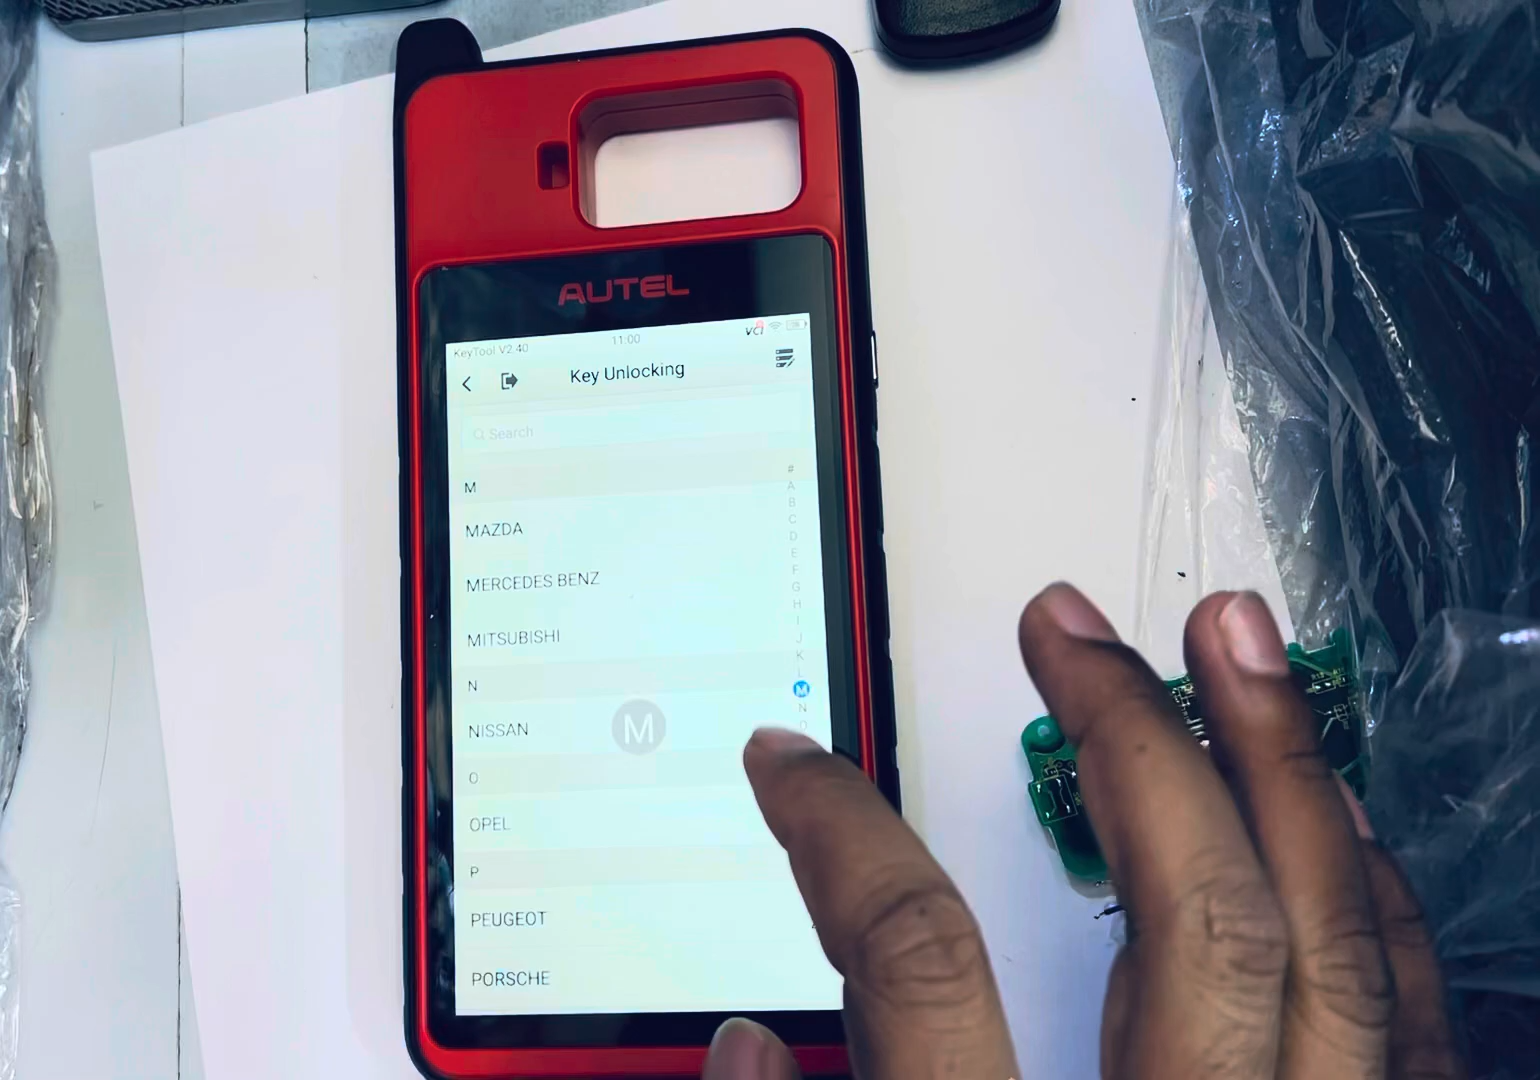 AUTEL
KeyTool V2.40 11:00 VCI
Key Unlocking
Search
M
MAZDA
MERCEDES BENZ
MITSUBISHI
N
NISSAN
M
O
OPEL
P
PEUGEOT
PORSCHE
#
A
B
C
D
E
F
G
H
I
J
K
L
M
N
O